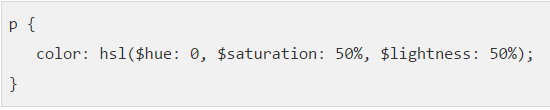 p {
   color: hsl($hue: 0, $saturation: 50%, $lightness: 50%);
}